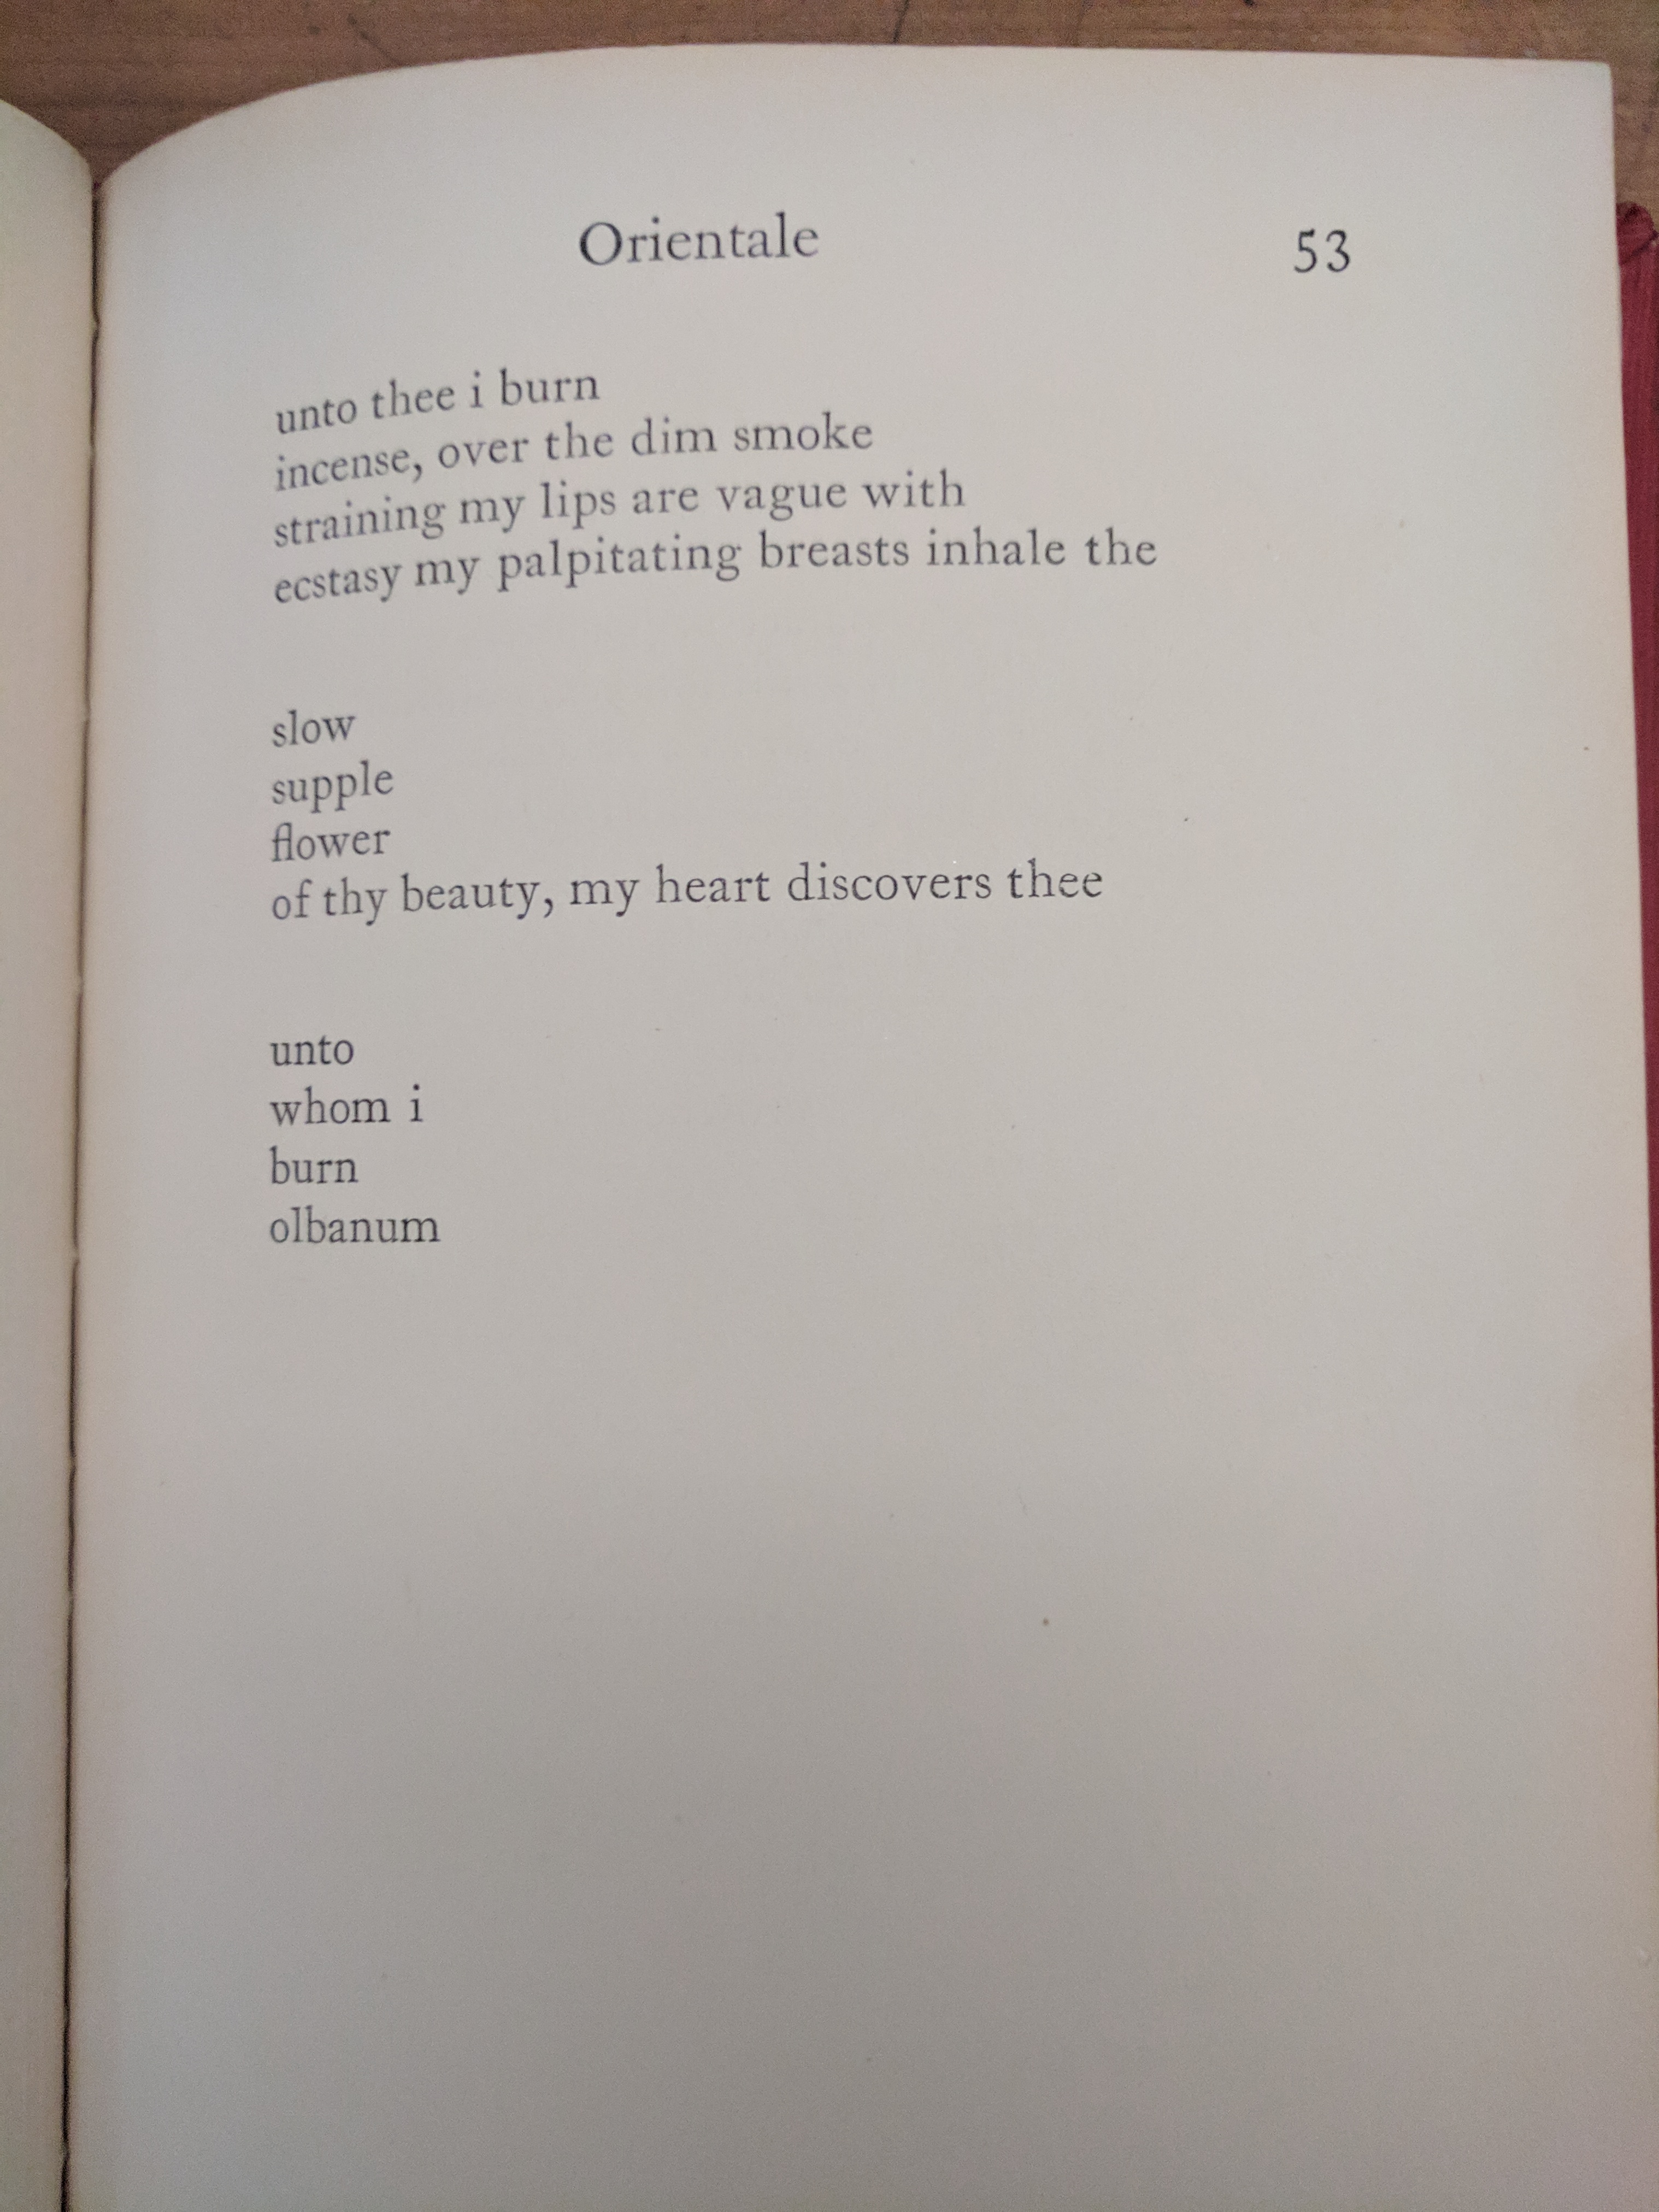 Orientale 53
unto thee i burn
incense, over the dim smoke
straining my lips are vague with
ecstasy my palpitating breasts inhale the
slow
supple
flower
of thy beauty, my heart discovers thee
unto
whom i
burn
olbanum